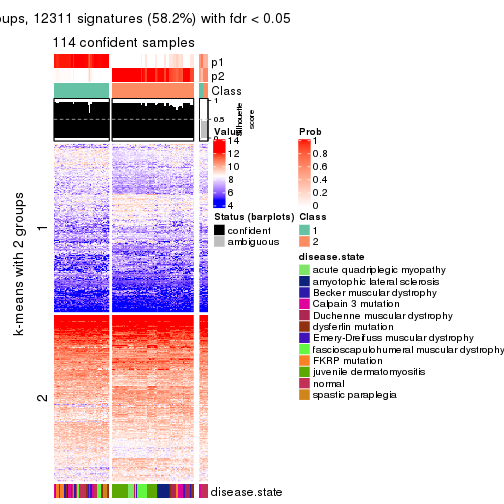 oups, 12311 signatures (58.2%) with fdr < 0.05
114 confident samples
p1
p2
Class
1
0.5
0
Silhouette
score
k-means with 2 groups
1
2
disease.state
Value
14
12
10
8
6
4
Prob
1
0.8
0.6
0.4
0.2
0
Status (barplots)
confident
ambiguous
Class
1
2
disease.state
acute quadriplegic myopathy
amyotophic lateral sclerosis
Becker muscular dystrophy
Calpain 3 mutation
Duchenne muscular dystrophy
dysferlin mutation
Emery-Dreifuss muscular dystrophy
fascioscapulohumeral muscular dystrophy
FKRP mutation
juvenile dermatomyositis
normal
spastic paraplegia